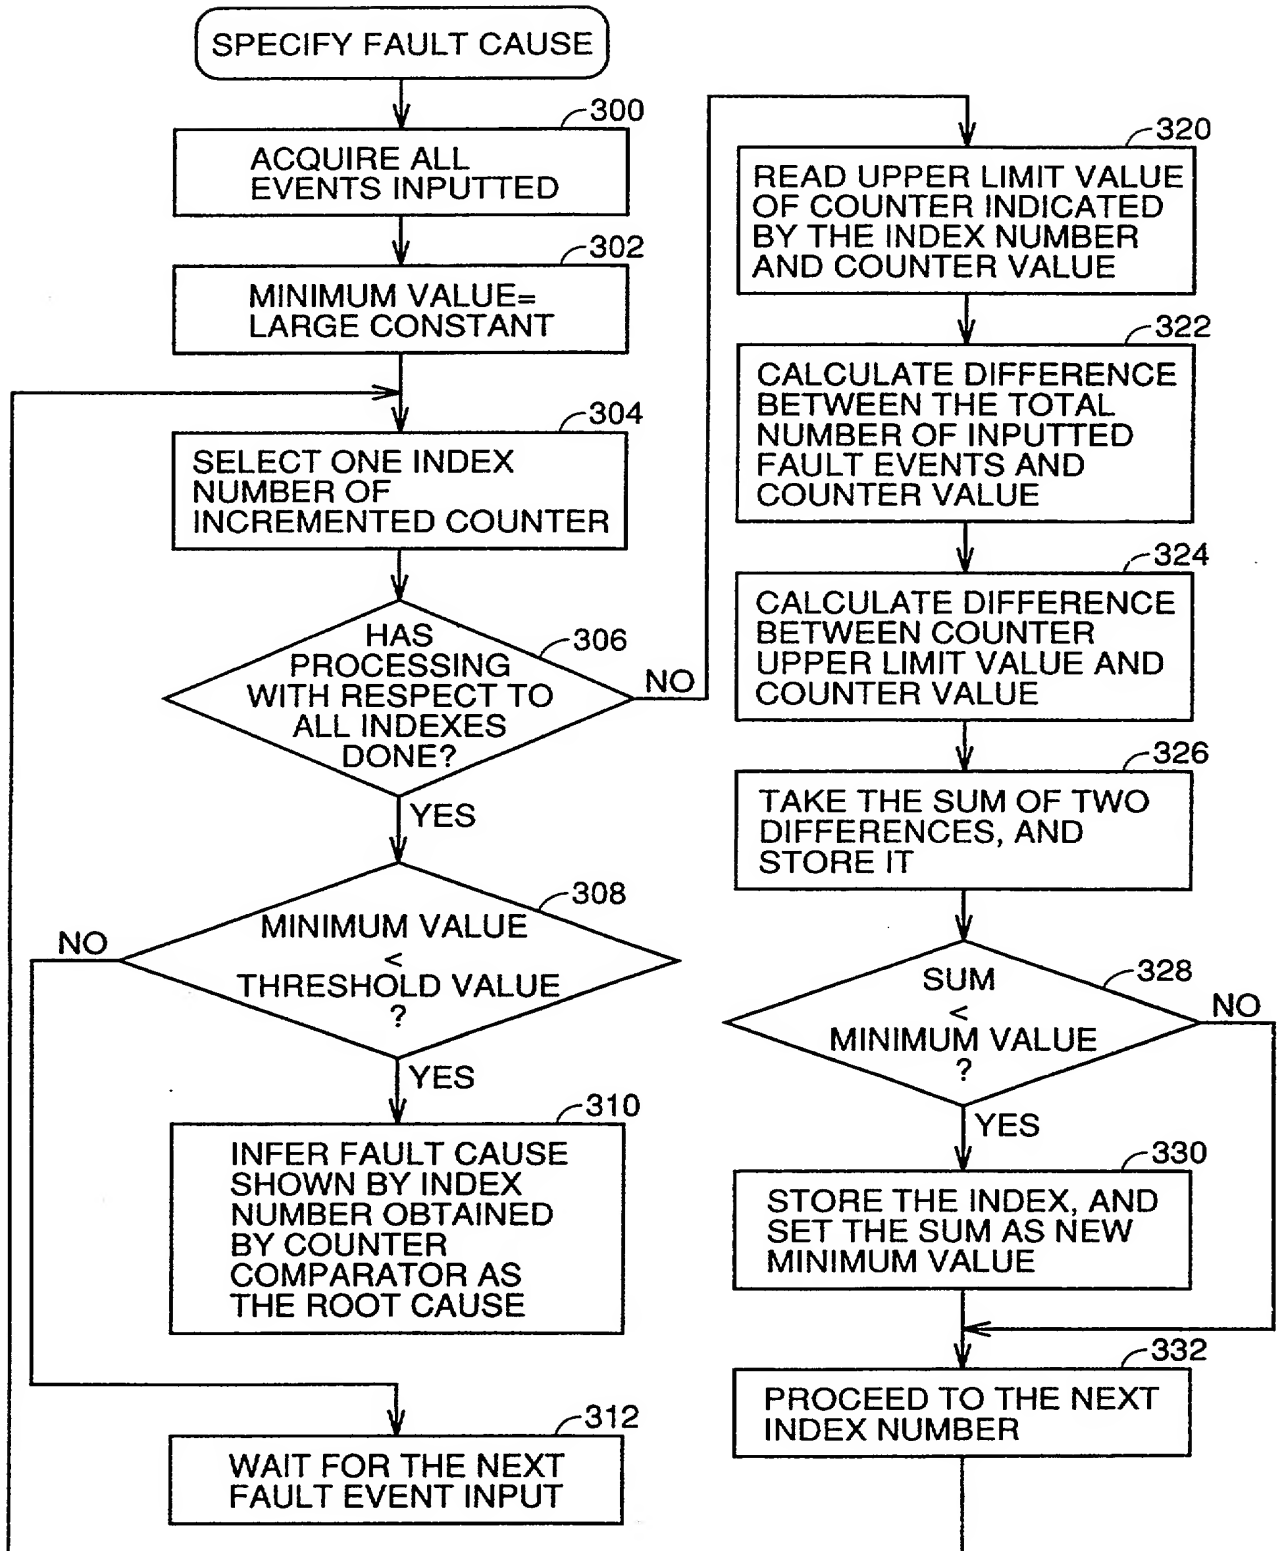 SPECIFY FAULT CAUSE
300
ACQUIRE ALL
EVENTS INPUTTED
302
MINIMUM VALUE=
LARGE CONSTANT
304
SELECT ONE INDEX
NUMBER OF
INCREMENTED COUNTER
306
HAS
PROCESSING
WITH RESPECT TO
ALL INDEXES
DONE?
NO
YES
308
MINIMUM VALUE
<
THRESHOLD VALUE
?
NO
YES
310
INFER FAULT CAUSE
SHOWN BY INDEX
NUMBER OBTAINED
BY COUNTER
COMPARATOR AS
THE ROOT CAUSE
312
WAIT FOR THE NEXT
FAULT EVENT INPUT
320
READ UPPER LIMIT VALUE
OF COUNTER INDICATED
BY THE INDEX NUMBER
AND COUNTER VALUE
322
CALCULATE DIFFERENCE
BETWEEN THE TOTAL
NUMBER OF INPUTTED
FAULT EVENTS AND
COUNTER VALUE
324
CALCULATE DIFFERENCE
BETWEEN COUNTER
UPPER LIMIT VALUE AND
COUNTER VALUE
326
TAKE THE SUM OF TWO
DIFFERENCES, AND
STORE IT
328
SUM
<
MINIMUM VALUE
?
NO
YES
330
STORE THE INDEX, AND
SET THE SUM AS NEW
MINIMUM VALUE
332
PROCEED TO THE NEXT
INDEX NUMBER